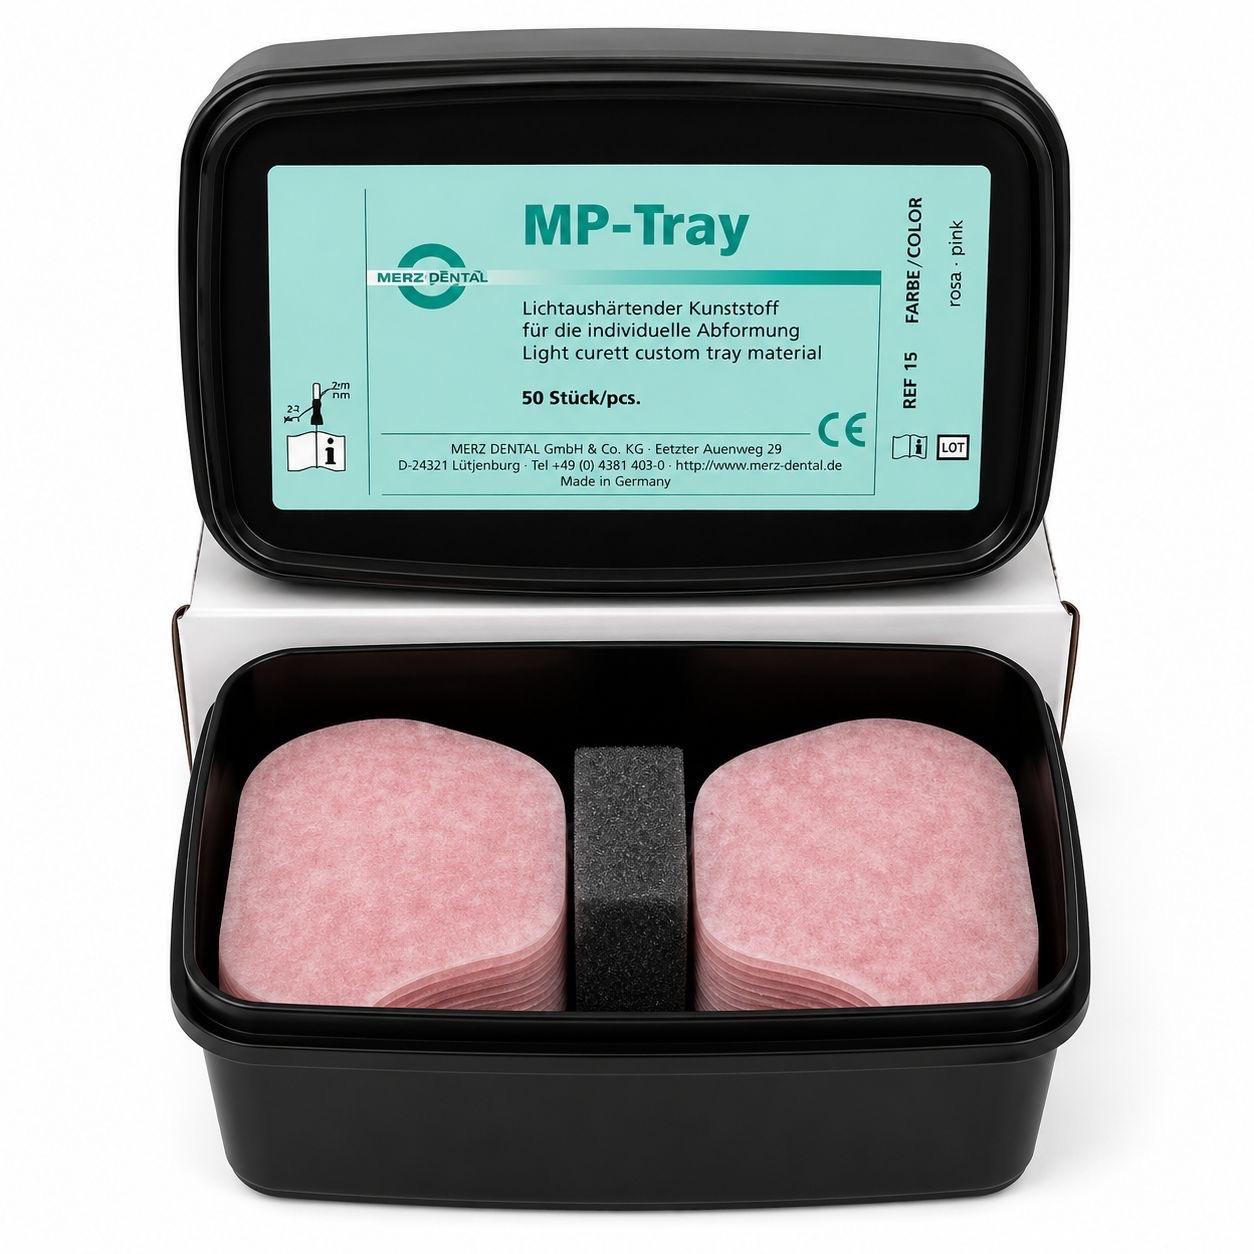 MP-Tray
MERZ DENTAL
Lichtaushärtender Kunststoff
für die individuelle Abformung
Light curett custom tray material
50 Stück/pcs.
MERZ DENTAL GmbH & Co. KG · Eetzter Auenweg 29
D-24321 Lütjenburg · Tel +49 (0) 4381 403-0 · http://www.merz-dental.de
Made in Germany
CE
REF 15 FARBE/COLOR
rosa · pink
LOT
i
i